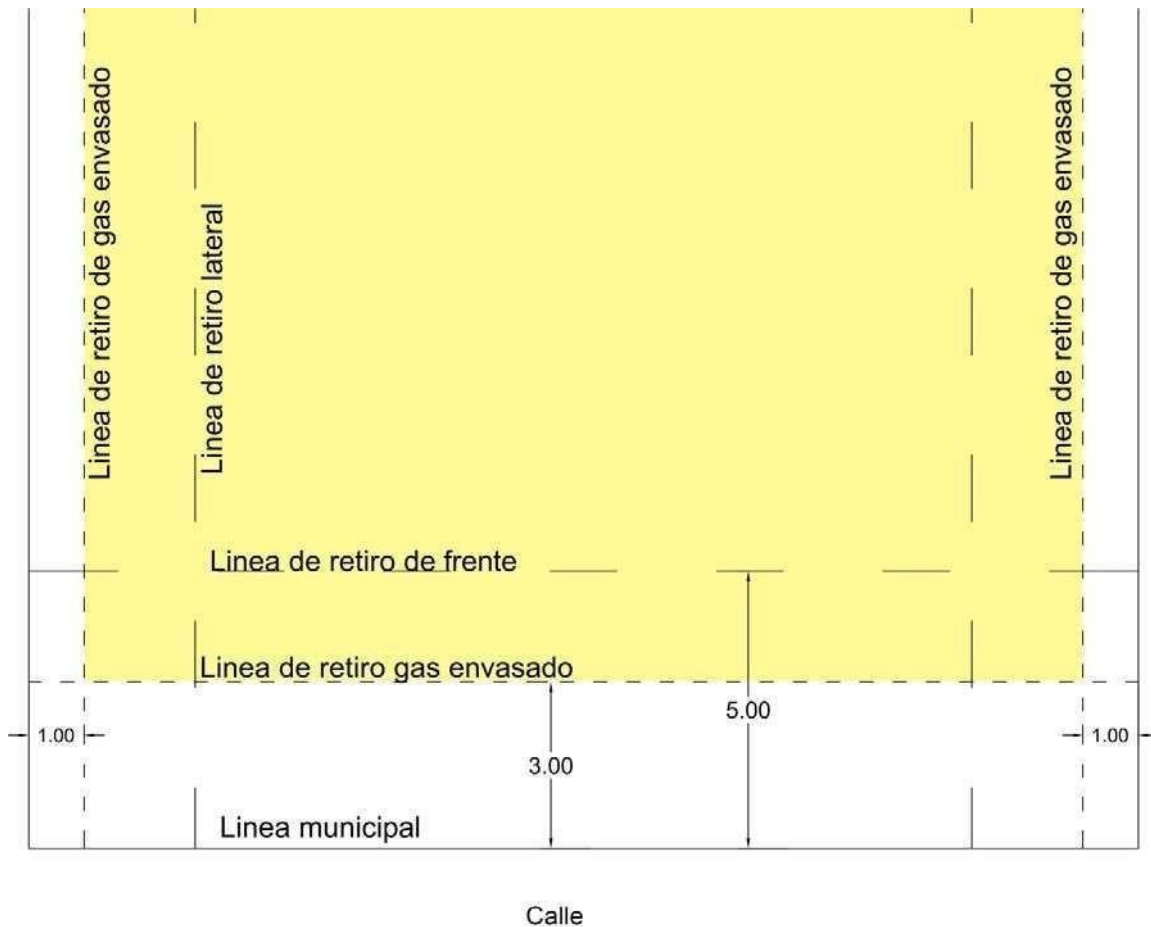 Linea de retiro de gas envasado
Linea de retiro lateral
Linea de retiro de gas envasado
Linea de retiro de frente
Linea de retiro gas envasado
5.00
1.00
1.00
3.00
Linea municipal
Calle